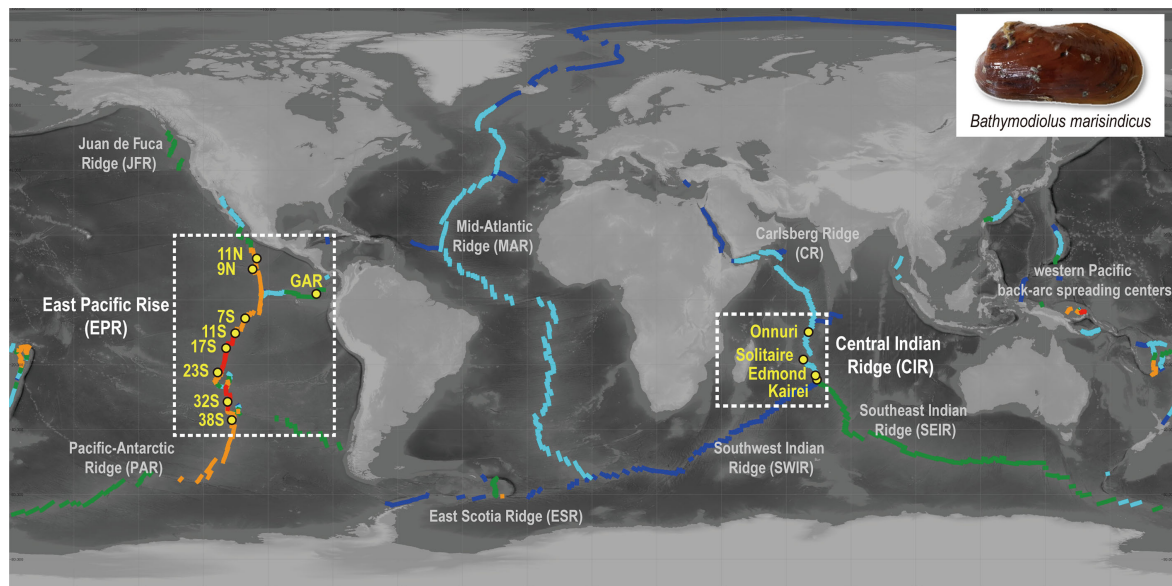 Bathymodiolus marisindicus
Juan de Fuca
Ridge (JFR)
Mid-Atlantic
Ridge (MAR)
Carlsberg Ridge
(CR)
western Pacific
back-arc spreading centers
11N
9N
GAR
East Pacific Rise
(EPR)
7S
11S
17S
23S
32S
38S
Onnuri
Solitaire
Edmond
Kairei
Central Indian
Ridge (CIR)
Southeast Indian
Ridge (SEIR)
Pacific-Antarctic
Ridge (PAR)
Southwest Indian
Ridge (SWIR)
East Scotia Ridge (ESR)